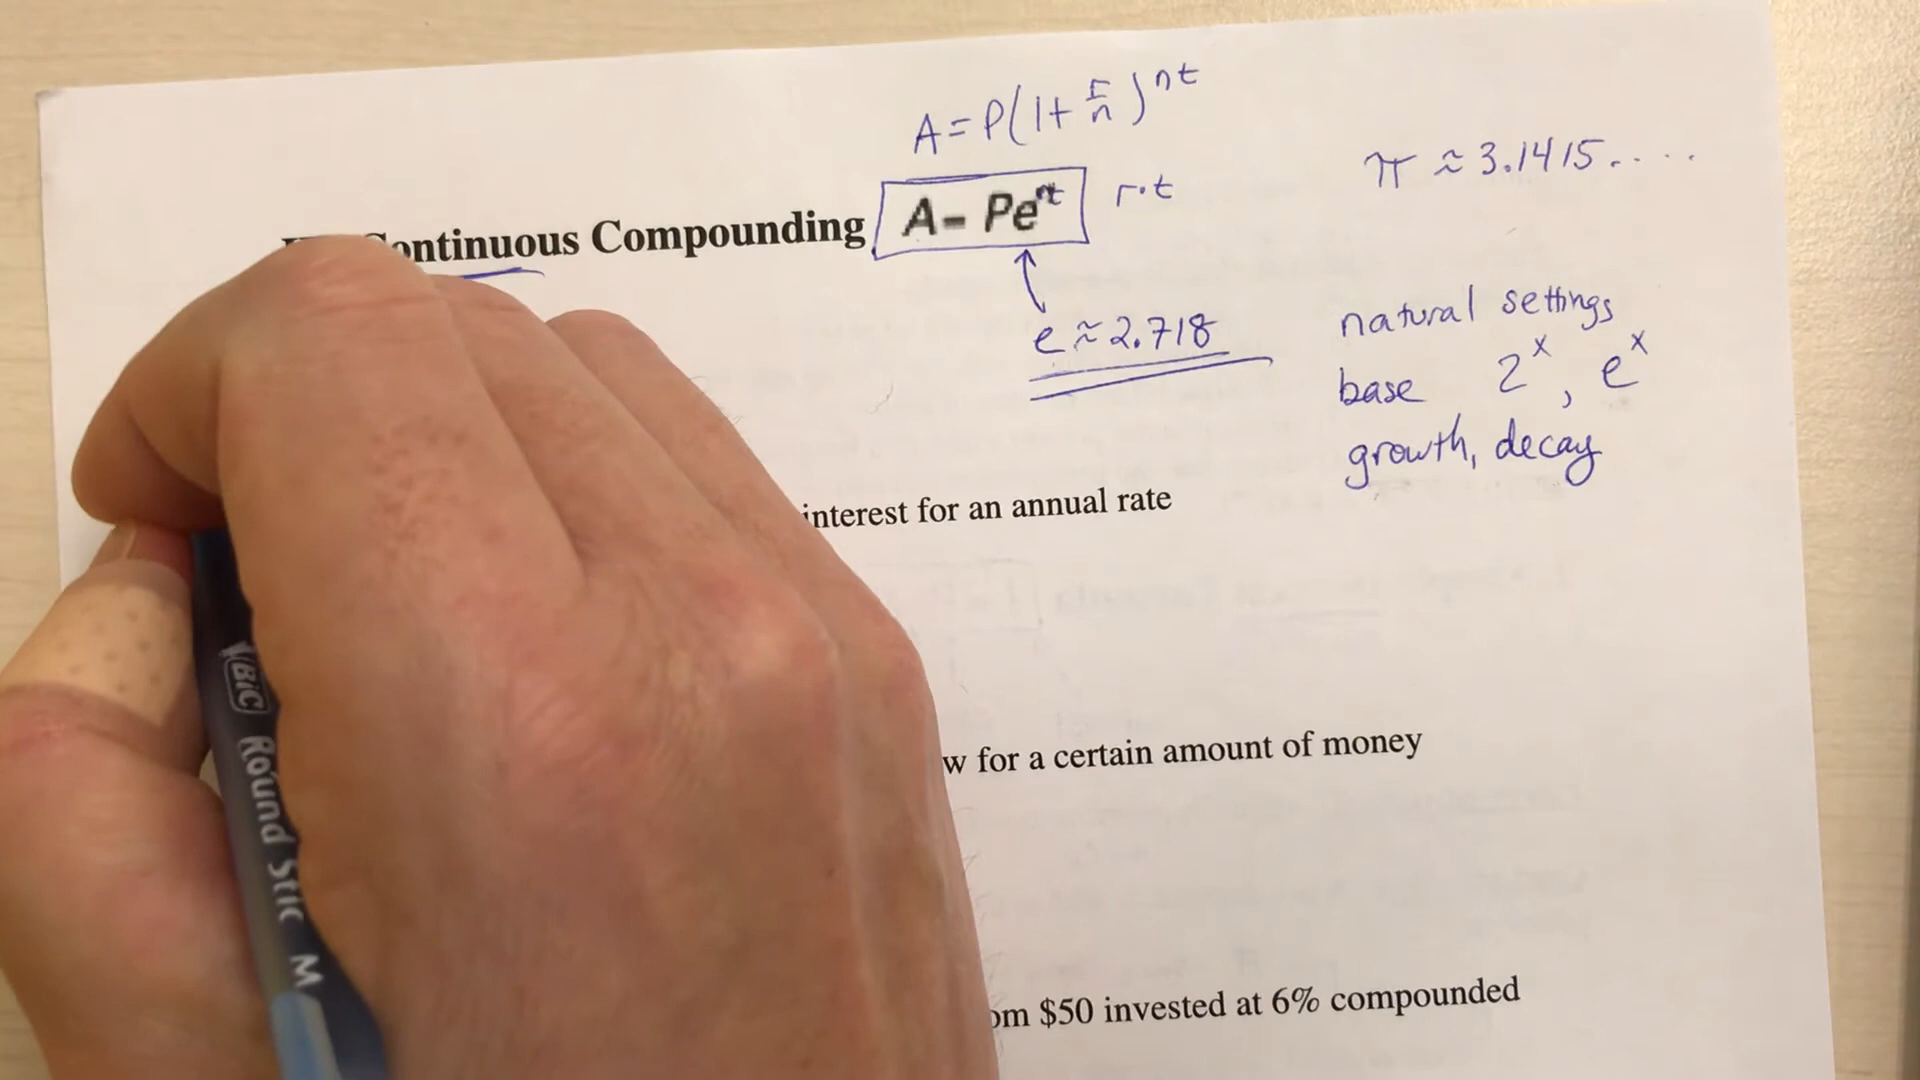 A = P(1 + r/n)^nt
π ≈ 3.1415....
Continuous Compounding A = Pe^rt r·t
e ≈ 2.718
natural settings
base 2^x, e^x
growth, decay
interest for an annual rate
w for a certain amount of money
om $50 invested at 6% compounded
BIC Round Stic M